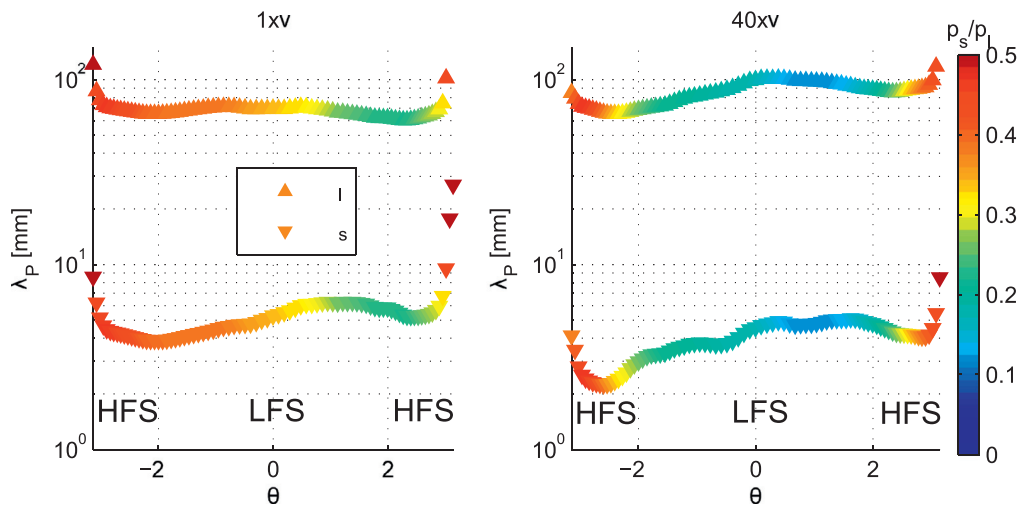 1xv
40xv
p_s/p_l
λ_P [mm]
10^2
10^1
10^0
l
s
HFS
LFS
HFS
−2
0
2
θ
λ_P [mm]
10^2
10^1
10^0
HFS
LFS
HFS
−2
0
2
θ
0.5
0.4
0.3
0.2
0.1
0